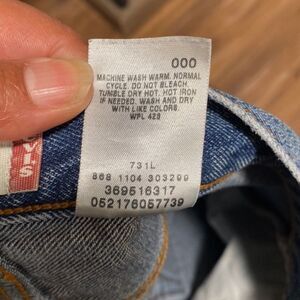 000
MACHINE WASH WARM. NORMAL
CYCLE. DO NOT BLEACH.
TUMBLE DRY HOT. HOT IRON
IF NEEDED. WASH AND DRY
WITH LIKE COLORS.
WPL 423
731L
868 1104 303299
369516317
052176057739